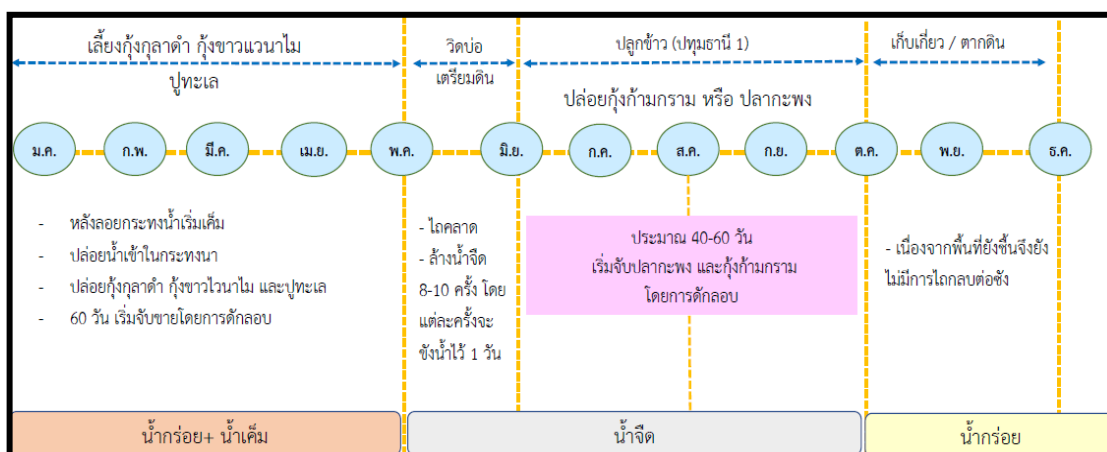 เลี้ยงกุ้งกุลาดำ กุ้งขาวแวนาไม
ปูทะเล
วิดบ่อ
เตรียมดิน
ปลูกข้าว (ปทุมธานี 1)
ปล่อยกุ้งก้ามกราม หรือ ปลากะพง
เก็บเกี่ยว / ตากดิน
ม.ค. ก.พ. มี.ค. เม.ย. พ.ค. มิ.ย. ก.ค. ส.ค. ก.ย. ต.ค. พ.ย. ธ.ค.
- หลังลอยกระทงน้ำเริ่มเค็ม
- ปล่อยน้ำเข้าในกระทงนา
- ปล่อยกุ้งกุลาดำ กุ้งขาวไวนาไม และปูทะเล
- 60 วัน เริ่มจับขายโดยการดักลอบ
- ไถคลาด
- ล้างน้ำจืด
8-10 ครั้ง โดย
แต่ละครั้งจะ
ขังน้ำไว้ 1 วัน
ประมาณ 40-60 วัน
เริ่มจับปลากะพง และกุ้งก้ามกราม
โดยการดักลอบ
- เนื่องจากพื้นที่ยังชื้นจึงยัง
ไม่มีการไถกลบต่อซัง
น้ำกร่อย+ น้ำเค็ม
น้ำจืด
น้ำกร่อย